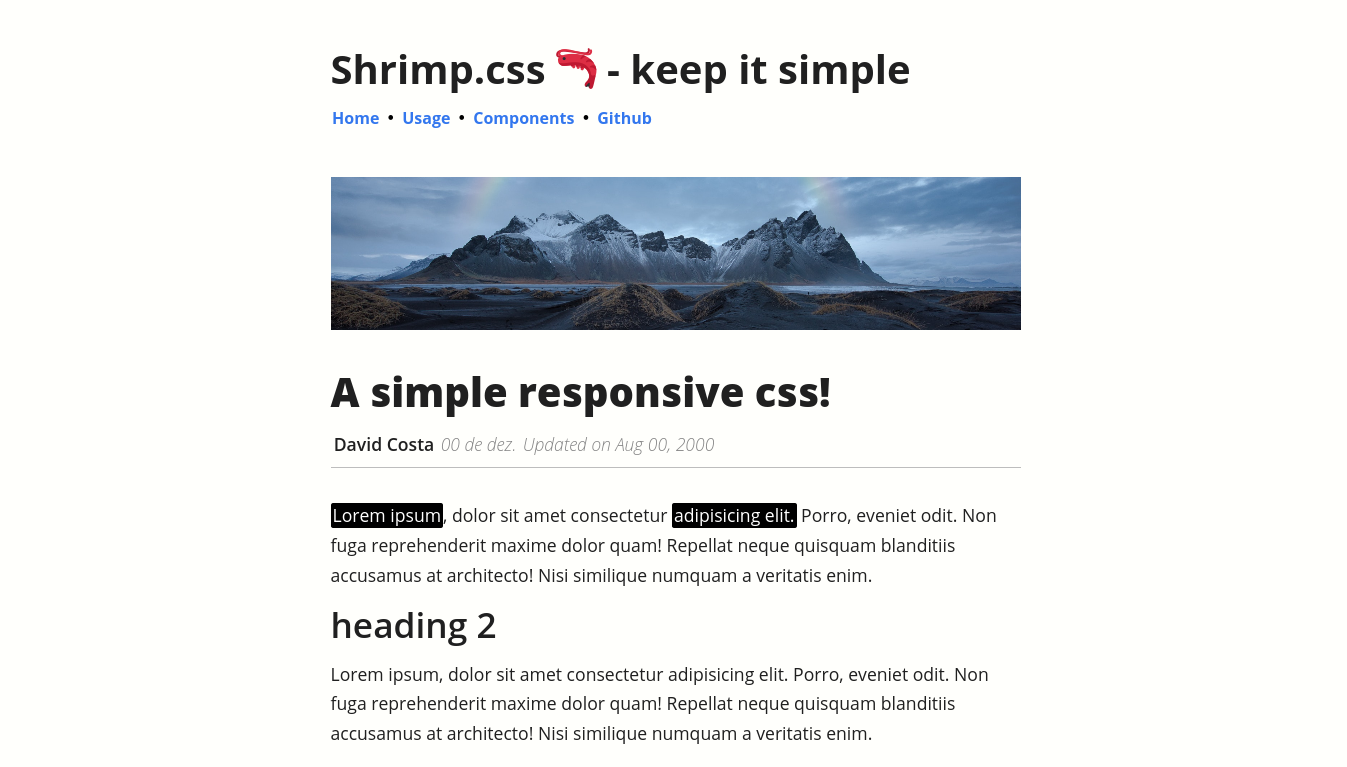 Shrimp.css 🦐 - keep it simple
Home • Usage • Components • Github
A simple responsive css!
David Costa 00 de dez. Updated on Aug 00, 2000
Lorem ipsum, dolor sit amet consectetur adipisicing elit. Porro, eveniet odit. Non
fuga reprehenderit maxime dolor quam! Repellat neque quisquam blanditiis
accusamus at architecto! Nisi similique numquam a veritatis enim.
heading 2
Lorem ipsum, dolor sit amet consectetur adipisicing elit. Porro, eveniet odit. Non
fuga reprehenderit maxime dolor quam! Repellat neque quisquam blanditiis
accusamus at architecto! Nisi similique numquam a veritatis enim.